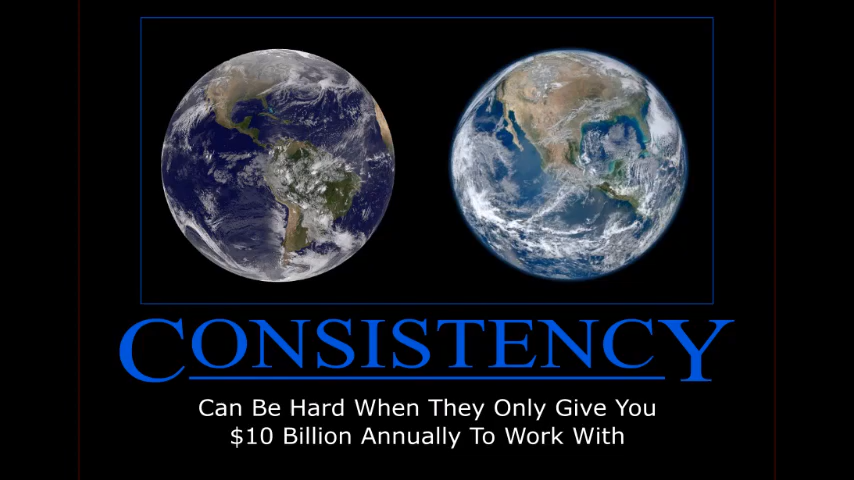 CONSISTENCY
Can Be Hard When They Only Give You
$10 Billion Annually To Work With